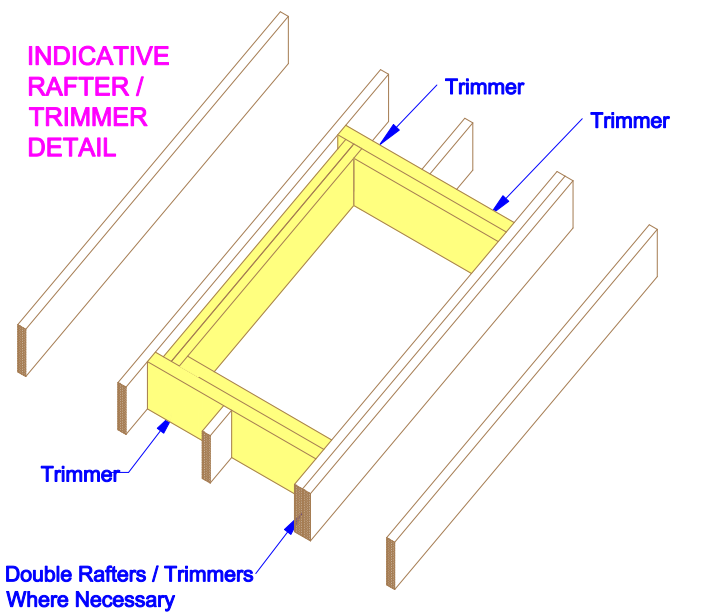 INDICATIVE
RAFTER /
TRIMMER
DETAIL
Trimmer
Trimmer
Trimmer
Double Rafters / Trimmers
Where Necessary